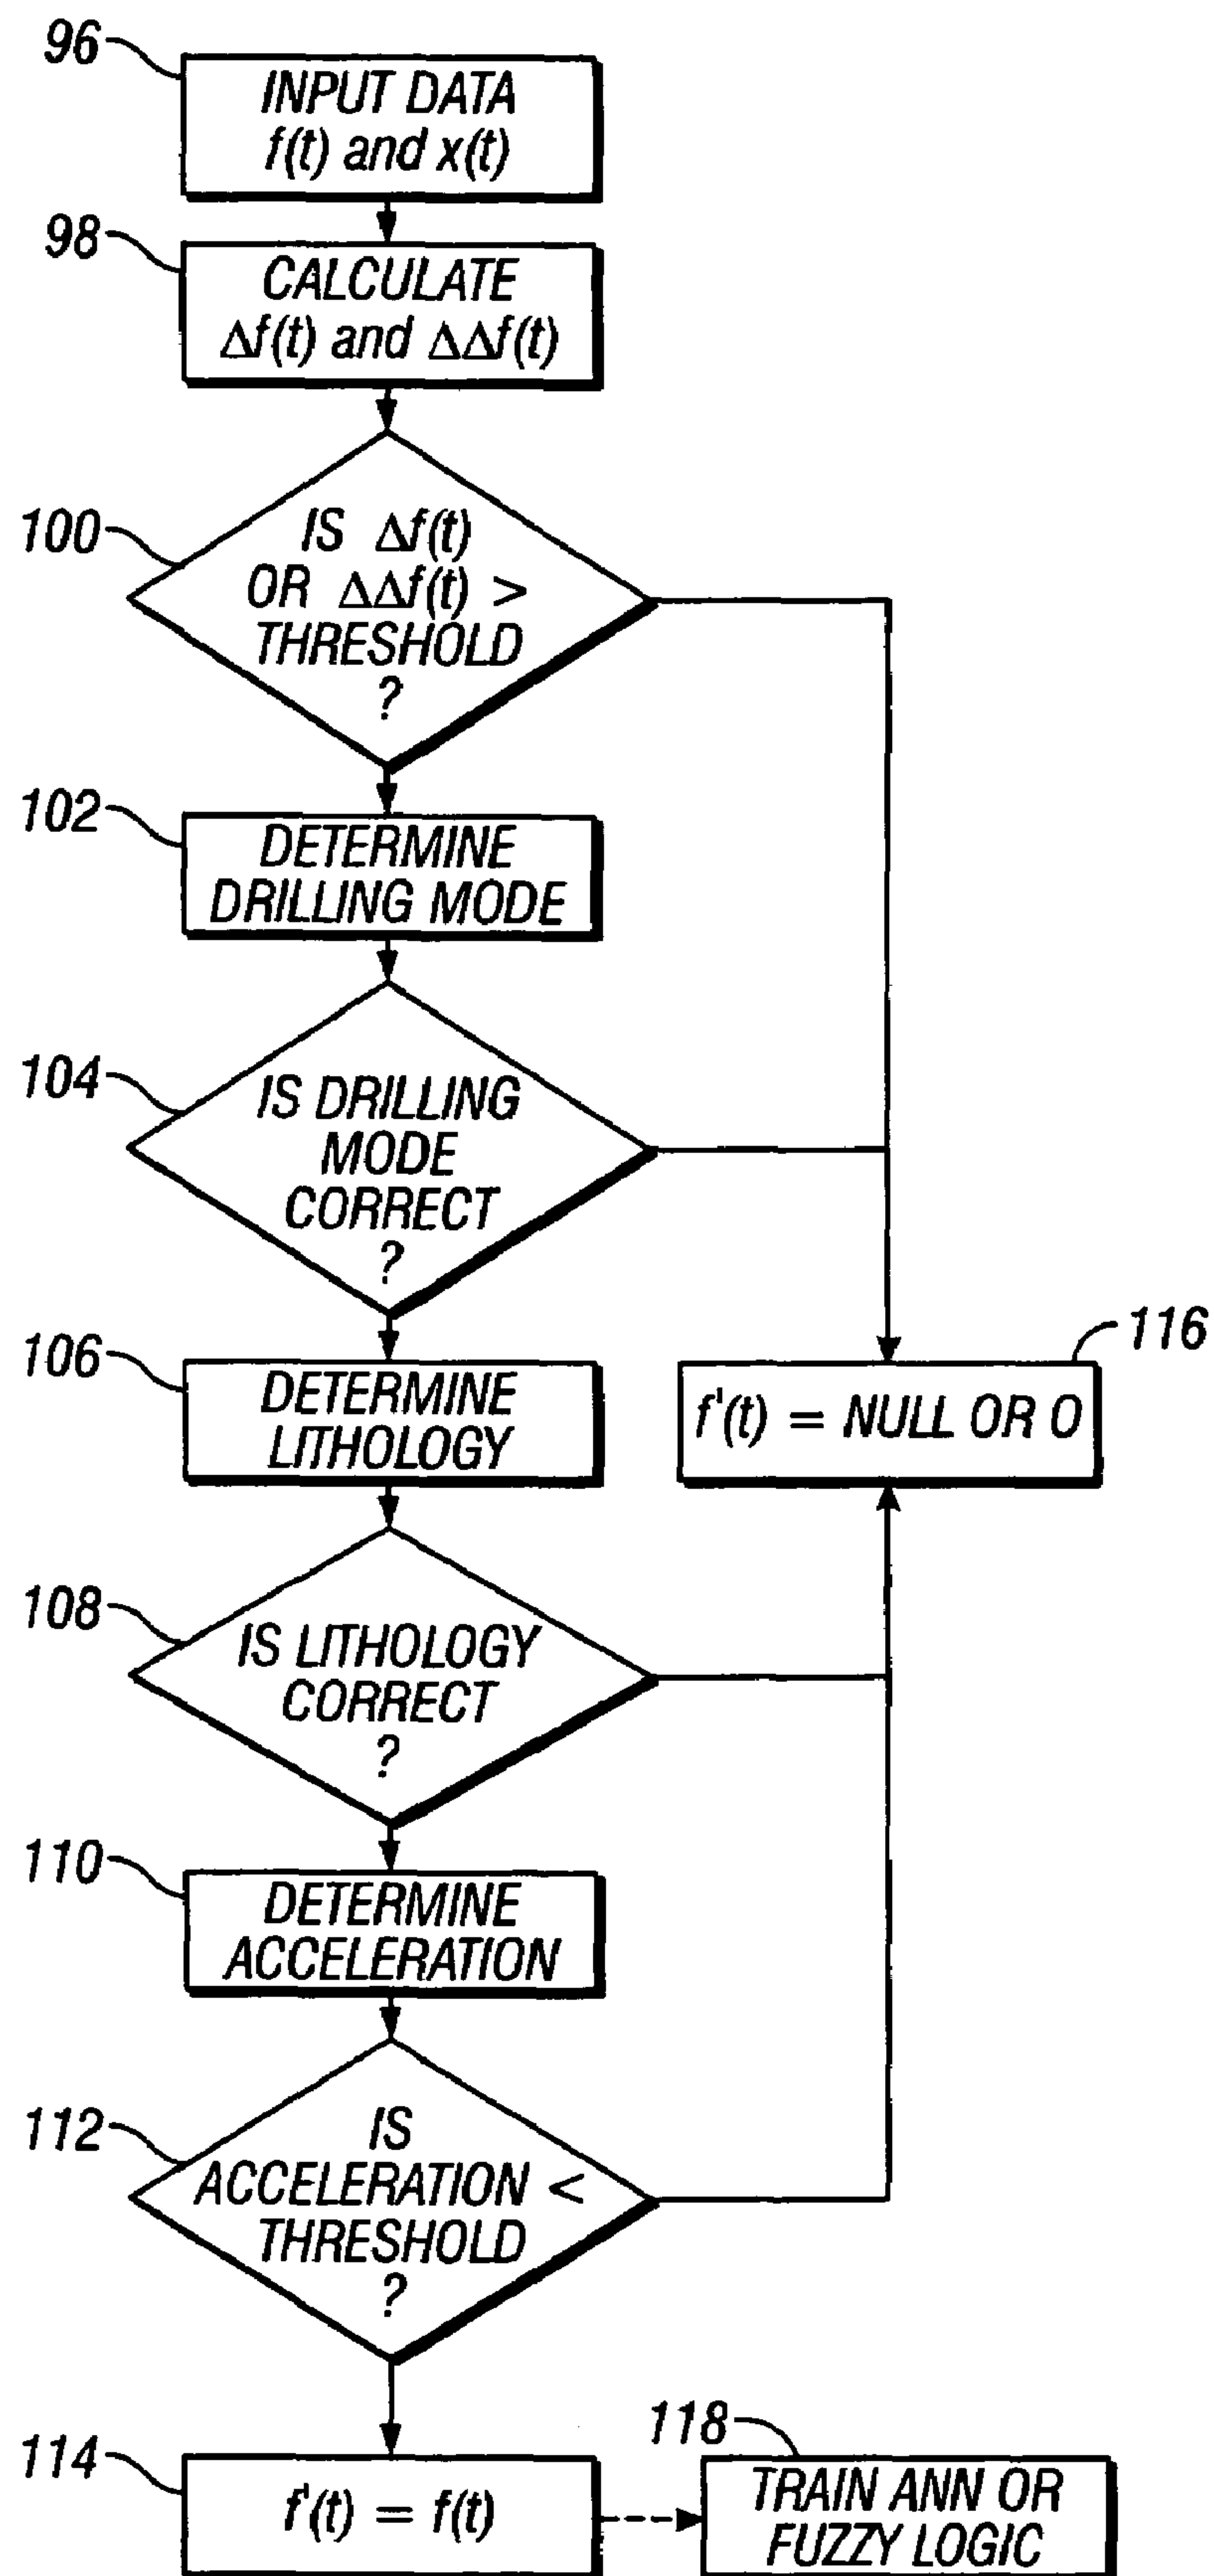 96
INPUT DATA
f(t) and x(t)
98
CALCULATE
Δf(t) and ΔΔf(t)
100
IS Δf(t)
OR ΔΔf(t) >
THRESHOLD
?
102
DETERMINE
DRILLING MODE
104
IS DRILLING
MODE
CORRECT
?
106
DETERMINE
LITHOLOGY
116
f'(t) = NULL OR O
108
IS LITHOLOGY
CORRECT
?
110
DETERMINE
ACCELERATION
112
IS
ACCELERATION <
THRESHOLD
?
114
f'(t) = f(t)
118
TRAIN ANN OR
FUZZY LOGIC